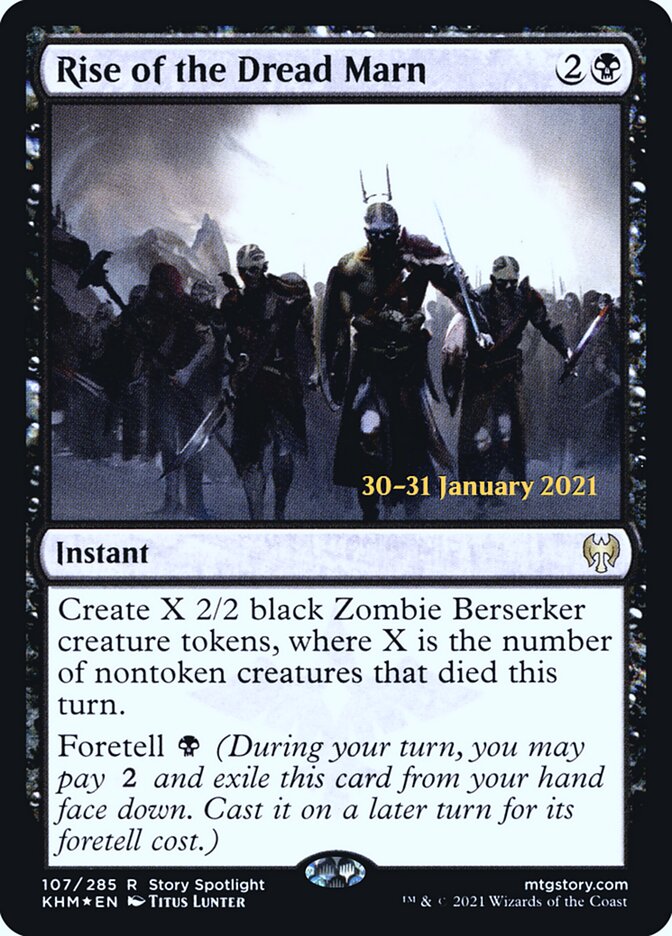 Rise of the Dread Marn 2
30–31 January 2021
Instant
Create X 2/2 black Zombie Berserker
creature tokens, where X is the number
of nontoken creatures that died this
turn.
Foretell (During your turn, you may
pay 2 and exile this card from your hand
face down. Cast it on a later turn for its
foretell cost.)
107/285 R Story Spotlight mtgstory.com
KHM★EN Titus Lunter ™ & © 2021 Wizards of the Coast